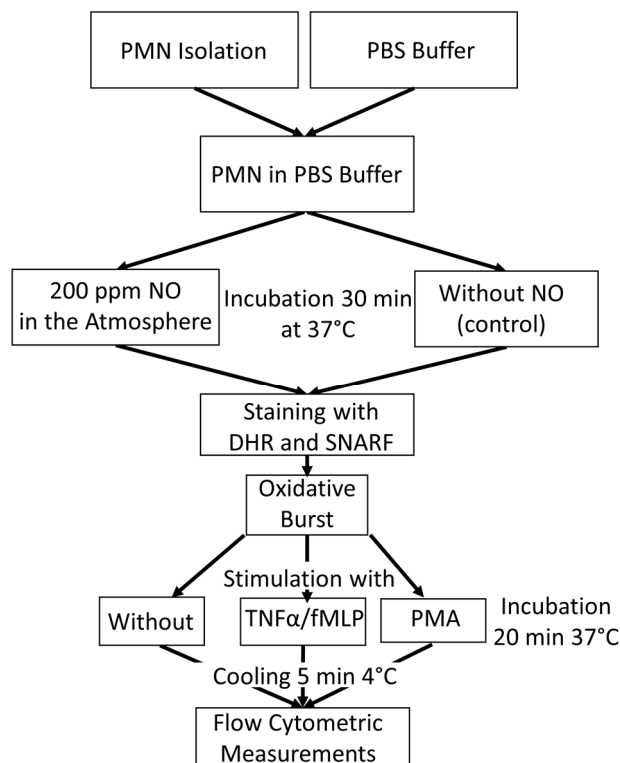 PMN Isolation
PBS Buffer
PMN in PBS Buffer
200 ppm NO
in the Atmosphere
Incubation 30 min
at 37°C
Without NO
(control)
Staining with
DHR and SNARF
Oxidative
Burst
Stimulation with
Without
TNFα/fMLP
PMA
Incubation
20 min 37°C
Cooling 5 min 4°C
Flow Cytometric
Measurements